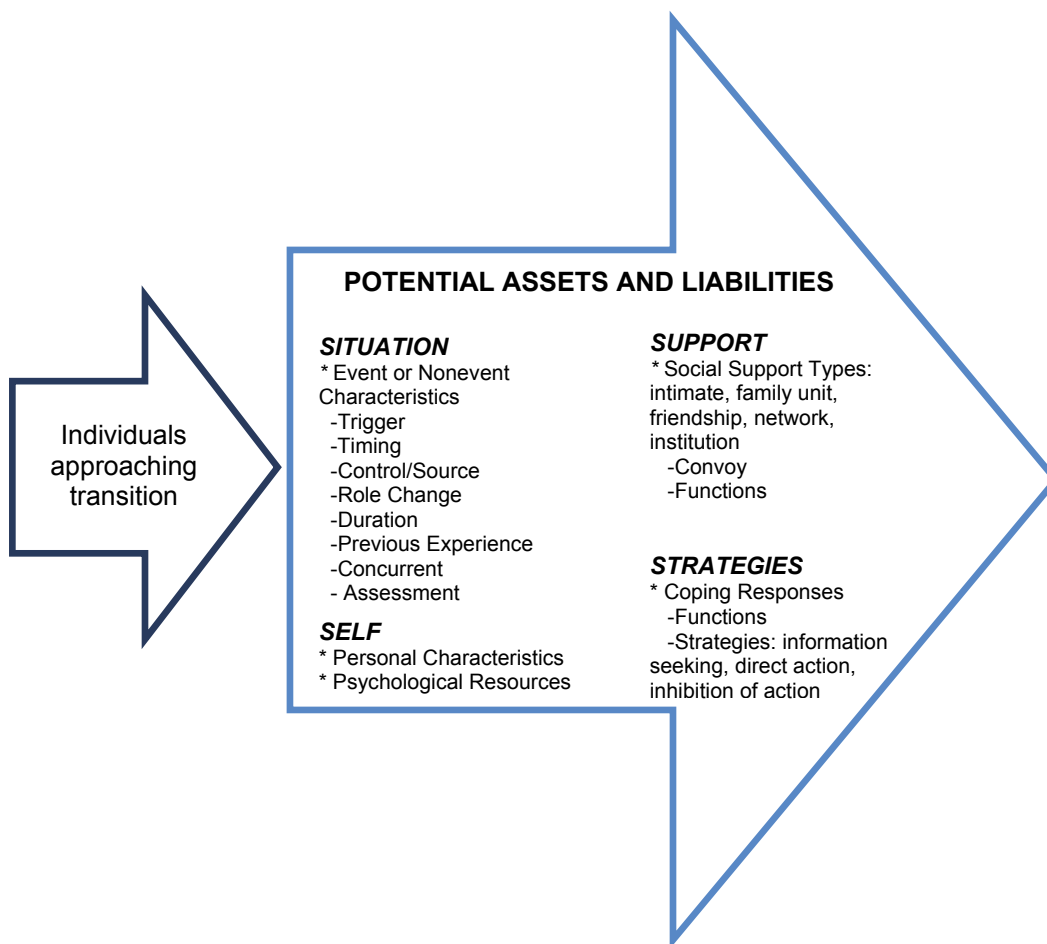 Individuals
approaching
transition
POTENTIAL ASSETS AND LIABILITIES
SITUATION
* Event or Nonevent
Characteristics
-Trigger
-Timing
-Control/Source
-Role Change
-Duration
-Previous Experience
-Concurrent
- Assessment
SELF
* Personal Characteristics
* Psychological Resources
SUPPORT
* Social Support Types:
intimate, family unit,
friendship, network,
institution
-Convoy
-Functions
STRATEGIES
* Coping Responses
-Functions
-Strategies: information
seeking, direct action,
inhibition of action